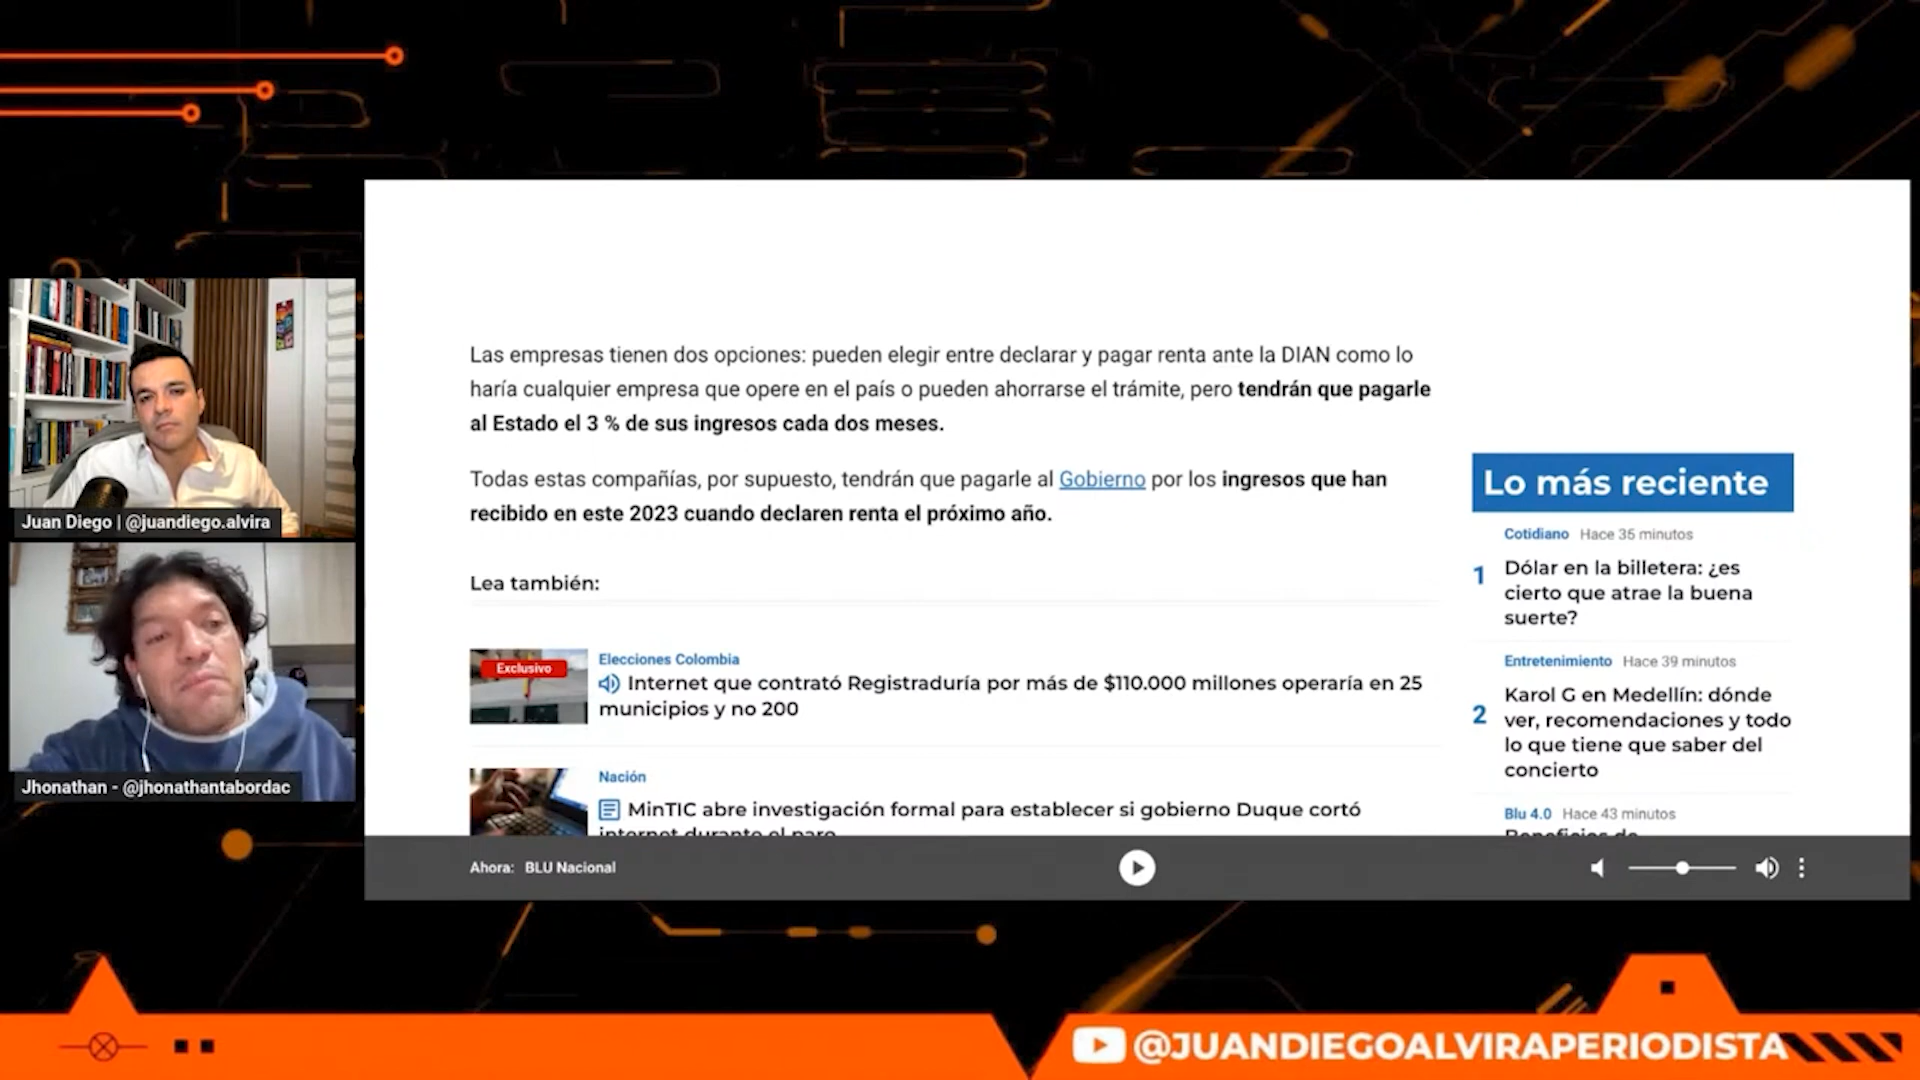 Las empresas tienen dos opciones: pueden elegir entre declarar y pagar renta ante la DIAN como lo
haría cualquier empresa que opere en el país o pueden ahorrarse el trámite, pero tendrán que pagarle
al Estado el 3 % de sus ingresos cada dos meses.
Todas estas compañías, por supuesto, tendrán que pagarle al Gobierno por los ingresos que han
recibido en este 2023 cuando declaren renta el próximo año.
Lea también:
Exclusivo
Elecciones Colombia
Internet que contrató Registraduría por más de $110.000 millones operaría en 25
municipios y no 200
Nación
MinTIC abre investigación formal para establecer si gobierno Duque cortó
internet durante el paro
Lo más reciente
Cotidiano Hace 35 minutos
1 Dólar en la billetera: ¿es
cierto que atrae la buena
suerte?
Entretenimiento Hace 39 minutos
2 Karol G en Medellín: dónde
ver, recomendaciones y todo
lo que tiene que saber del
concierto
Blu 4.0 Hace 43 minutos
Beneficios de
Ahora: BLU Nacional
Juan Diego | @juandiego.alvira
Jhonathan - @jhonathantabordac
@JUANDIEGOALVIRAPERIODISTA